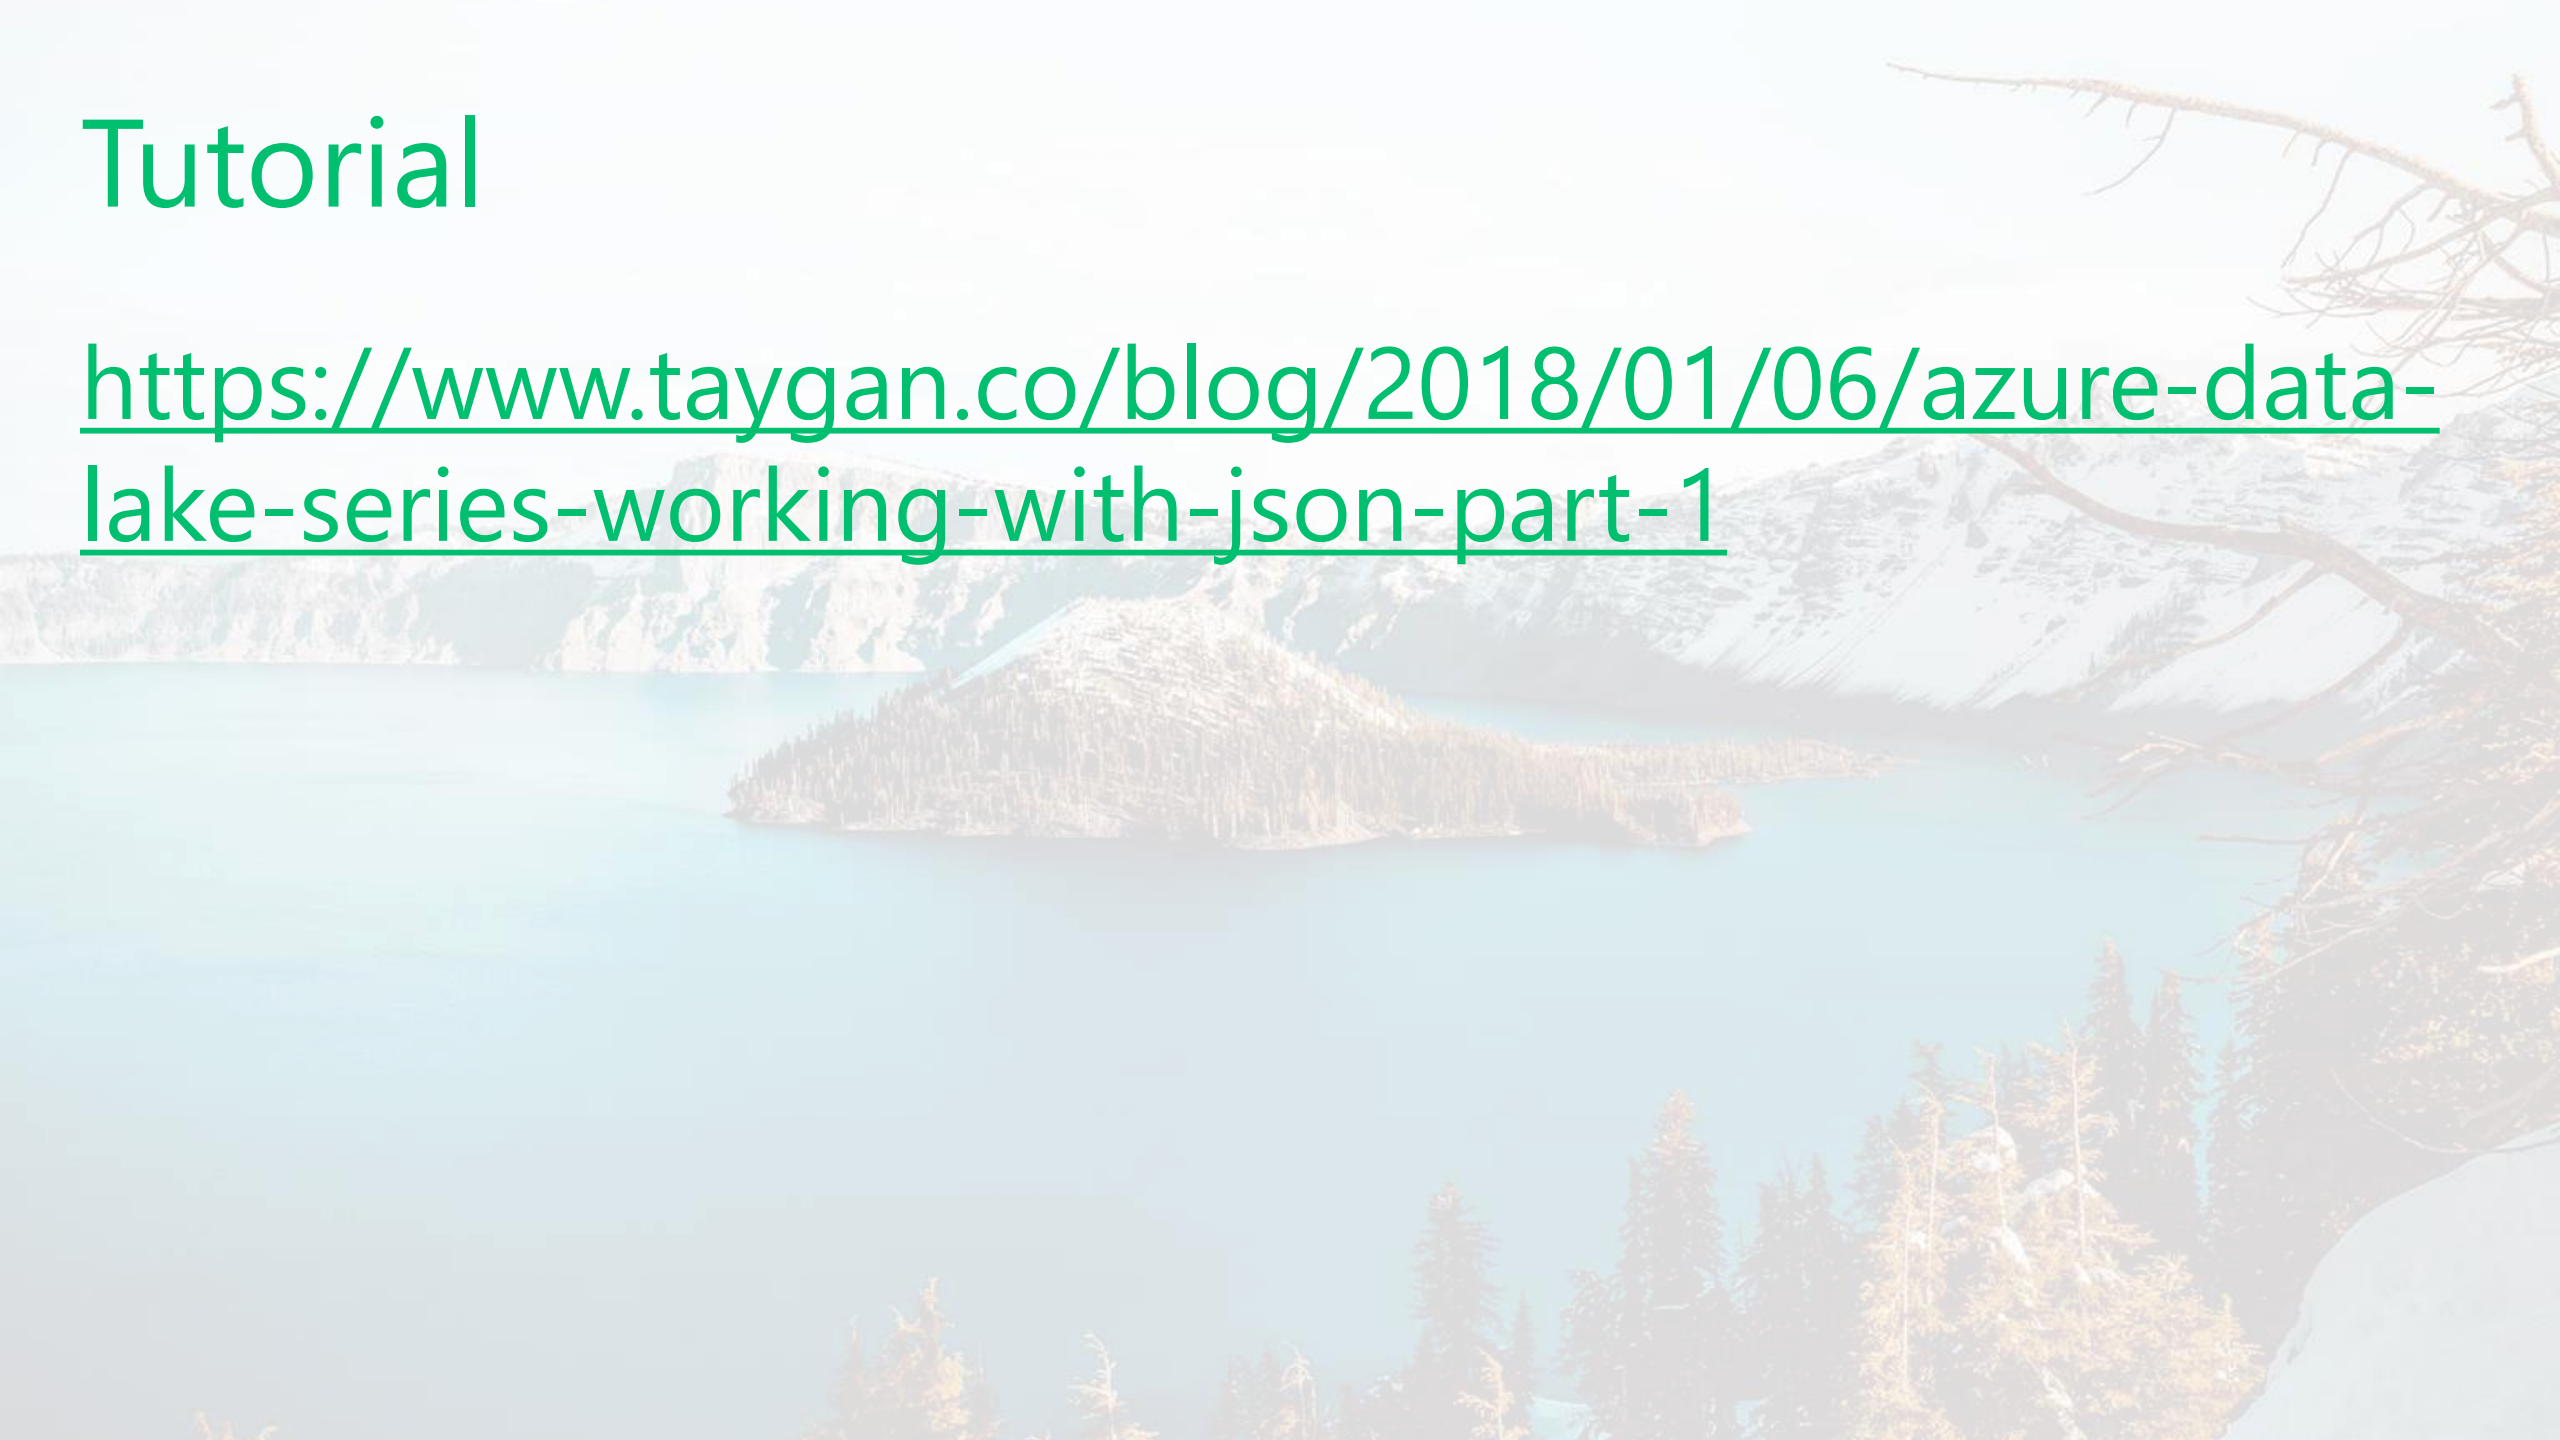 Tutorial
https://www.taygan.co/blog/2018/01/06/azure-data-
lake-series-working-with-json-part-1